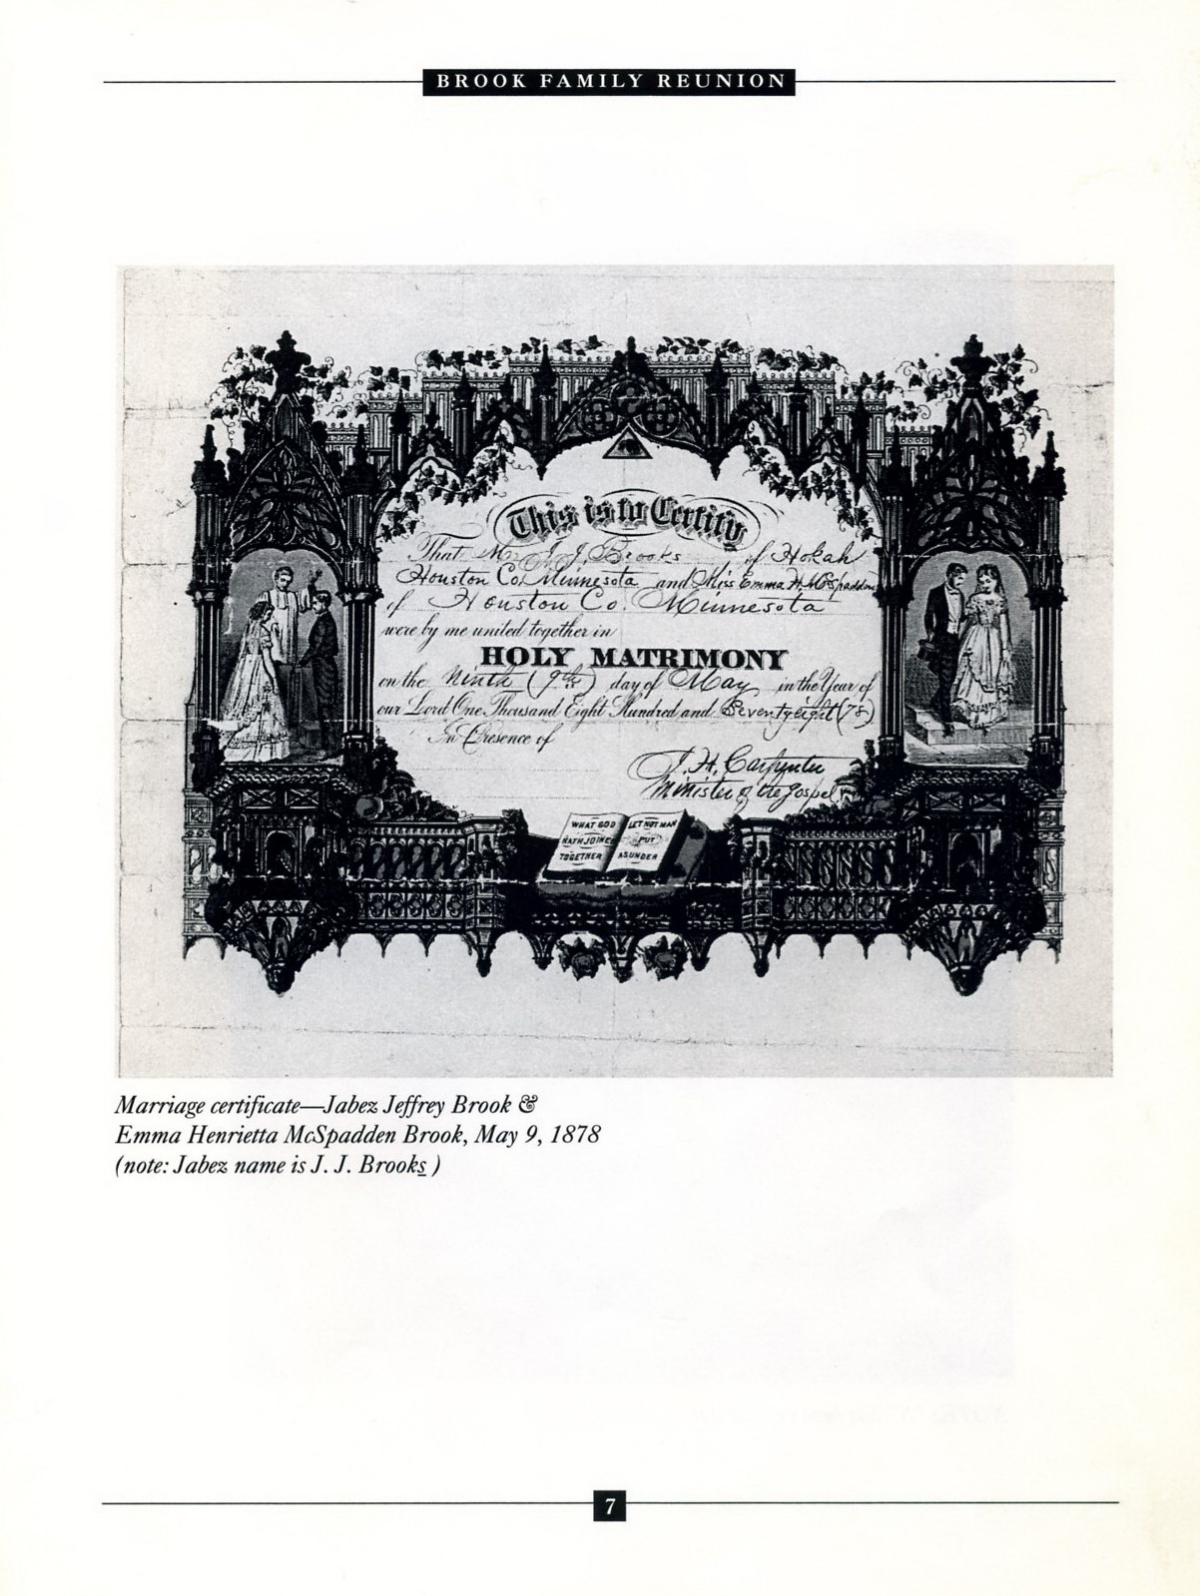 BROOK FAMILY REUNION
This is to Certify
That Mr. J. J. Brooks of Hokah
Houston Co. Minnesota and Miss Emma H. McSpadden
of Houston Co. Minnesota
were by me united together in
HOLY MATRIMONY
on the Ninth (9th) day of May in the Year of
our Lord One Thousand Eight Hundred and Seventy eight (78)
In Presence of
J. H. Carpenter
Minister of the Gospel
WHAT GOD
HATH JOINED
TOGETHER
LET NOT MAN
PUT
ASUNDER
Marriage certificate—Jabez Jeffrey Brook &
Emma Henrietta McSpadden Brook, May 9, 1878
(note: Jabez name is J. J. Brooks )
7